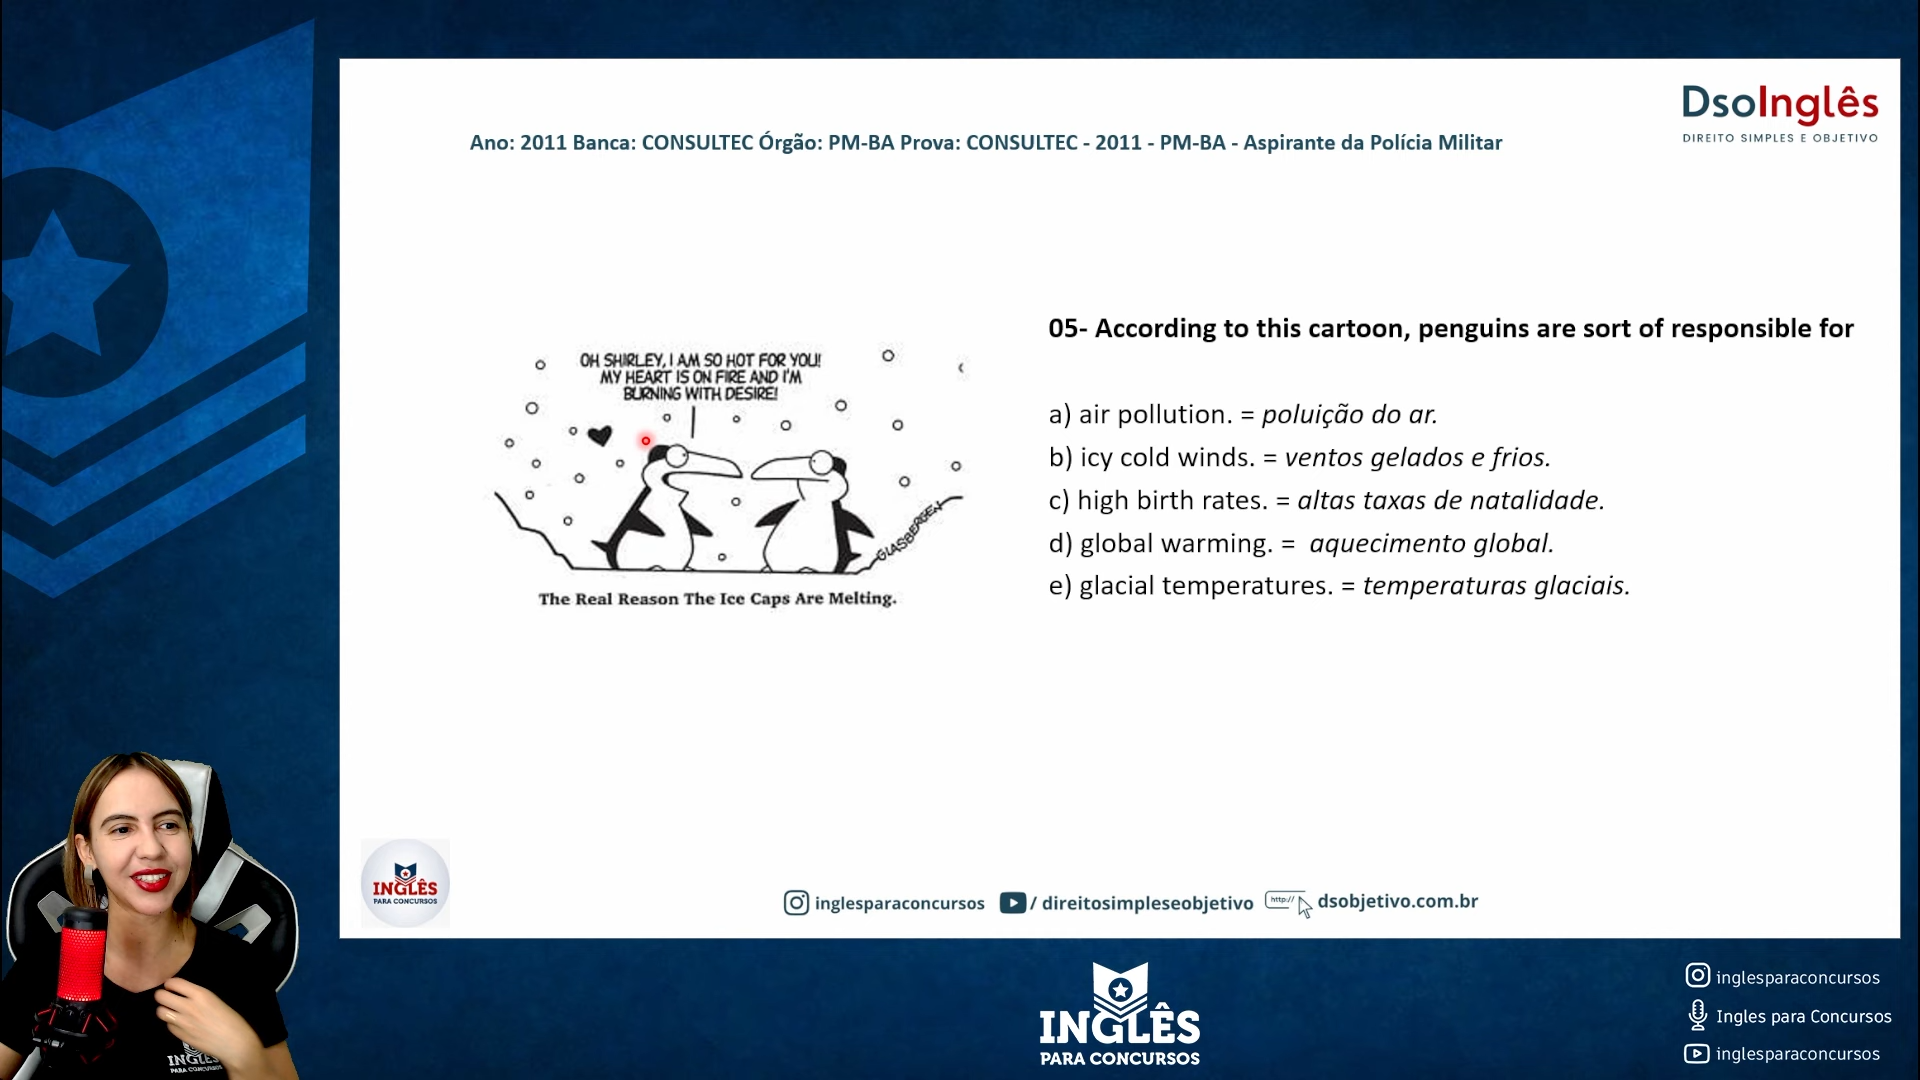 DsoInglês
DIREITO SIMPLES E OBJETIVO
Ano: 2011 Banca: CONSULTEC Órgão: PM-BA Prova: CONSULTEC - 2011 - PM-BA - Aspirante da Polícia Militar
OH SHIRLEY, I AM SO HOT FOR YOU!
MY HEART IS ON FIRE AND I'M
BURNING WITH DESIRE!
GLASBERGEN
The Real Reason The Ice Caps Are Melting.
05- According to this cartoon, penguins are sort of responsible for
a) air pollution. = poluição do ar.
b) icy cold winds. = ventos gelados e frios.
c) high birth rates. = altas taxas de natalidade.
d) global warming. = aquecimento global.
e) glacial temperatures. = temperaturas glaciais.
INGLÊS
PARA CONCURSOS
inglesparaconcursos / direitosimpleseobjetivo http:// dsobjetivo.com.br
INGLÊS
PARA CONCURSOS
INGLÊS
PARA CONCURSOS
inglesparaconcursos
Ingles para Concursos
inglesparaconcursos